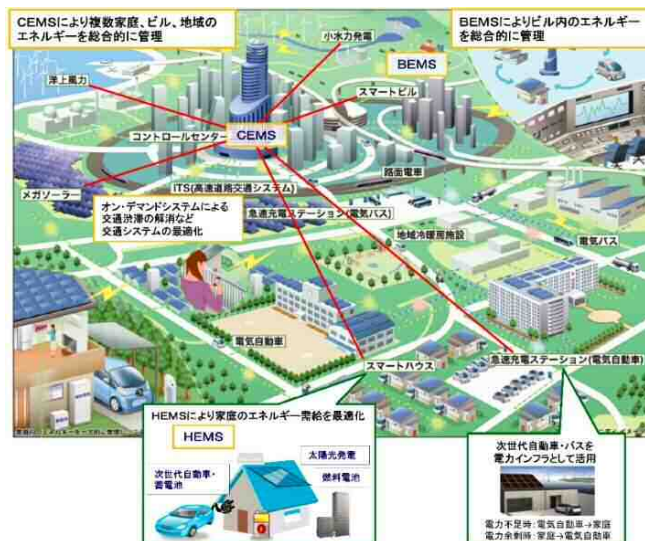 CEMSにより複数家庭、ビル、地域の
エネルギーを総合的に管理
BEMSによりビル内のエネルギー
を総合的に管理
小水力発電
BEMS
洋上風力
スマートビル
コントロールセンター
CEMS
メガソーラー
路面電車
ITS(高速道路交通システム)
オン・デマンドシステムによる
交通渋滞の解消など
交通システムの最適化
急速充電ステーション(電気バス)
地域冷暖房施設
電気バス
電気自動車
スマートハウス
急速充電ステーション(電気自動車)
HEMSにより家庭のエネルギー需給を最適化
HEMS
太陽光発電
次世代自動車・
蓄電池
燃料電池
次世代自動車・バスを
電力インフラとして活用
電力不足時:電気自動車→家庭
電力余剰時:家庭→電気自動車